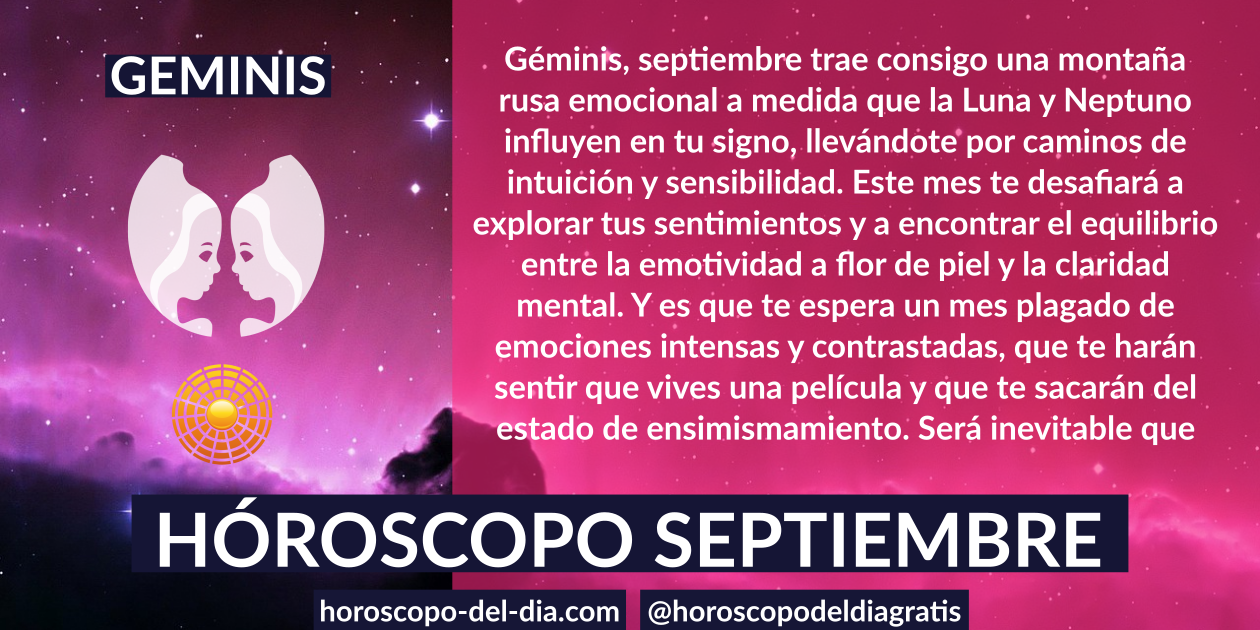 GEMINIS
Géminis, septiembre trae consigo una montaña
rusa emocional a medida que la Luna y Neptuno
influyen en tu signo, llevándote por caminos de
intuición y sensibilidad. Este mes te desafiará a
explorar tus sentimientos y a encontrar el equilibrio
entre la emotividad a flor de piel y la claridad
mental. Y es que te espera un mes plagado de
emociones intensas y contrastadas, que te harán
sentir que vives una película y que te sacarán del
estado de ensimismamiento. Será inevitable que
HÓROSCOPO SEPTIEMBRE
horoscopo-del-dia.com
@horoscopodeldiagratis